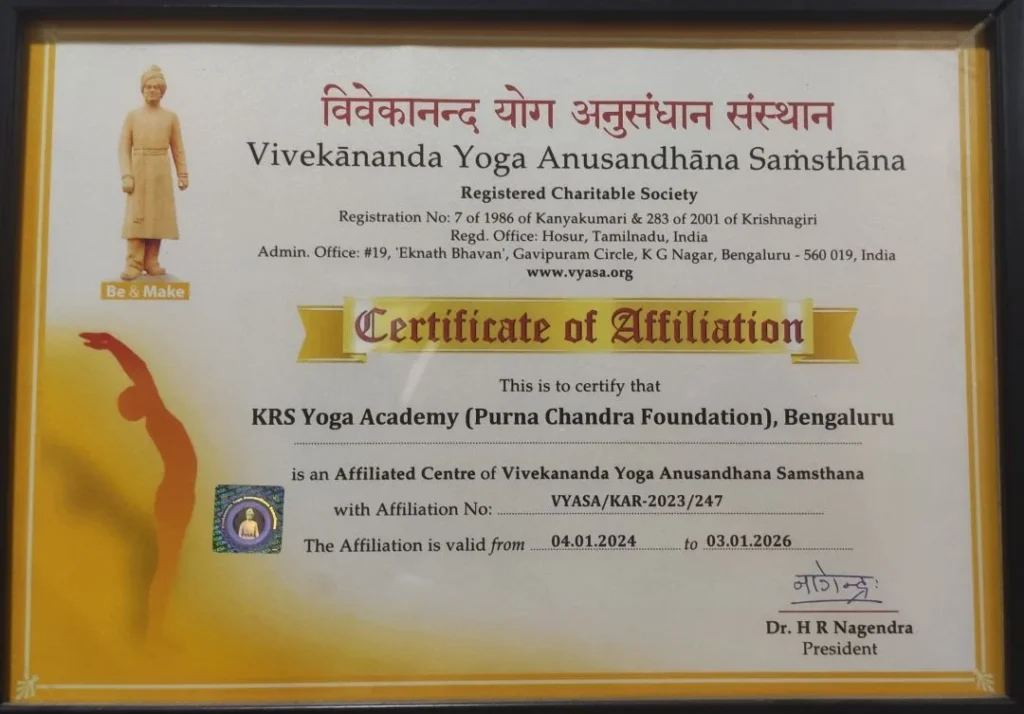 विवेकानन्द योग अनुसंधान संस्थान
Vivekānanda Yoga Anusandhāna Saṁsthāna
Registered Charitable Society
Registration No: 7 of 1986 of Kanyakumari & 283 of 2001 of Krishnagiri
Regd. Office: Hosur, Tamilnadu, India
Admin. Office: #19, 'Eknath Bhavan', Gavipuram Circle, K G Nagar, Bengaluru - 560 019, India
www.vyasa.org
Be & Make
Certificate of Affiliation
This is to certify that
KRS Yoga Academy (Purna Chandra Foundation), Bengaluru
is an Affiliated Centre of Vivekananda Yoga Anusandhana Samsthana
with Affiliation No: VYASA/KAR-2023/247
The Affiliation is valid from 04.01.2024 to 03.01.2026
नागेन्द्रः
Dr. H R Nagendra
President